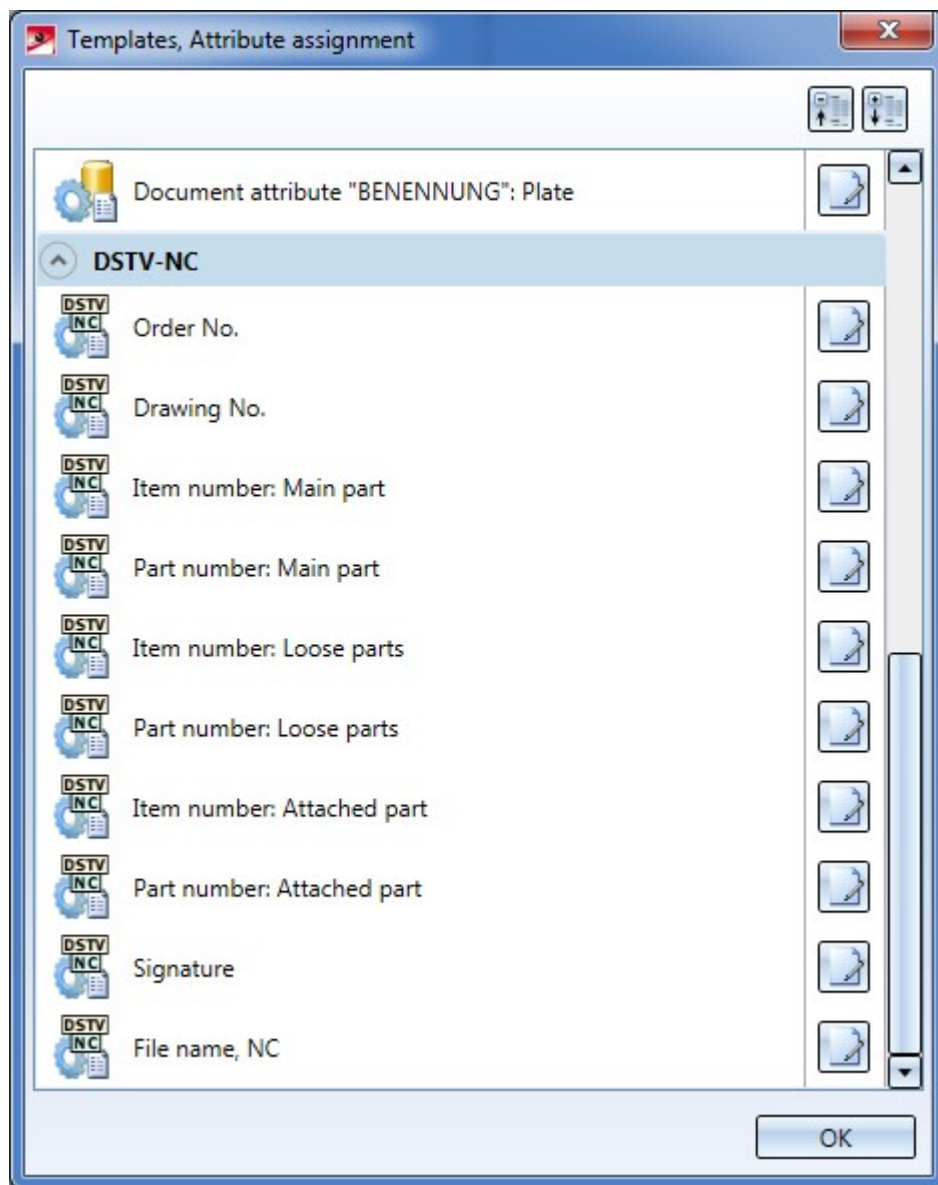 Templates, Attribute assignment
Document attribute "BENENNUNG": Plate
DSTV-NC
DSTV
NC
Order No.
DSTV
NC
Drawing No.
DSTV
NC
Item number: Main part
DSTV
NC
Part number: Main part
DSTV
NC
Item number: Loose parts
DSTV
NC
Part number: Loose parts
DSTV
NC
Item number: Attached part
DSTV
NC
Part number: Attached part
DSTV
NC
Signature
DSTV
NC
File name, NC
OK